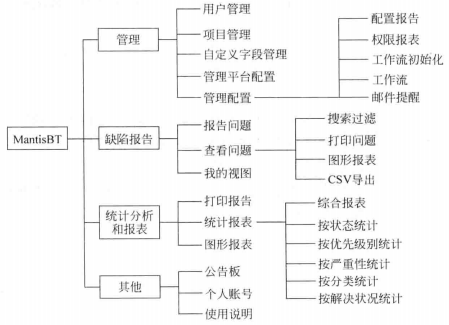 MantisBT
管理
用户管理
项目管理
自定义字段管理
管理平台配置
管理配置
配置报告
权限报表
工作流初始化
工作流
邮件提醒
缺陷报告
报告问题
查看问题
我的视图
搜索过滤
打印问题
图形报表
CSV导出
统计分析
和报表
打印报告
统计报表
图形报表
综合报表
按状态统计
按优先级别统计
按严重性统计
按分类统计
按解决状况统计
其他
公告板
个人账号
使用说明